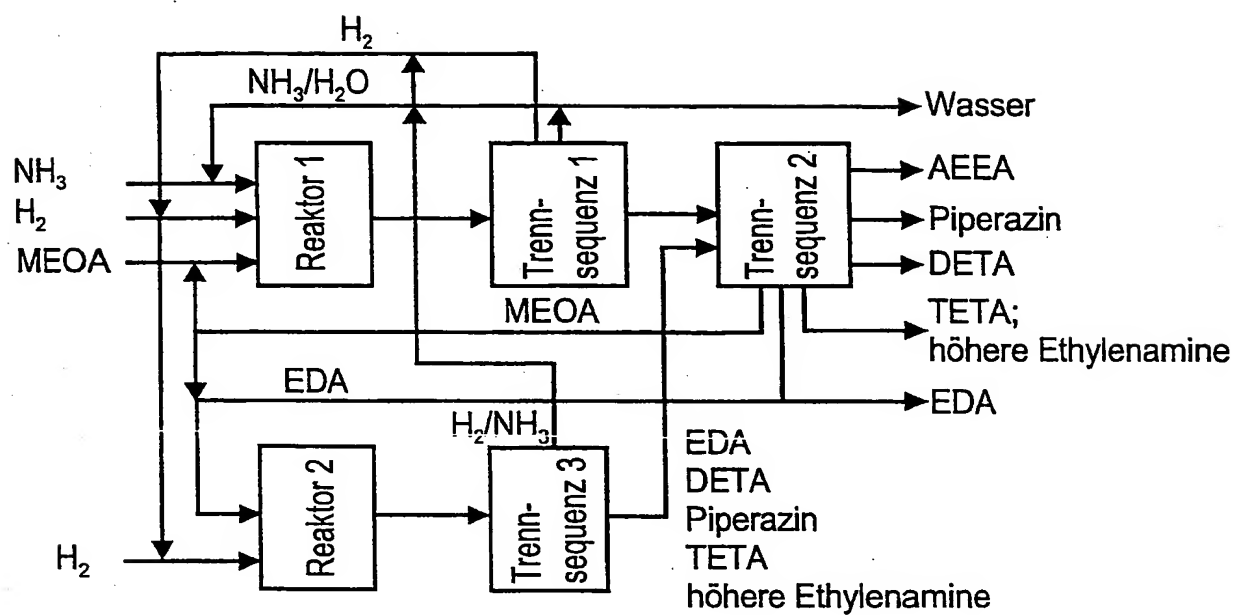 H₂
NH₃/H₂O
Wasser
NH₃
H₂
MEOA
Reaktor 1
Trenn-
sequenz 1
Trenn-
sequenz 2
AEEA
Piperazin
DETA
MEOA
TETA;
höhere Ethylenamine
EDA
EDA
H₂/NH₃
H₂
Reaktor 2
Trenn-
sequenz 3
EDA
DETA
Piperazin
TETA
höhere Ethylenamine